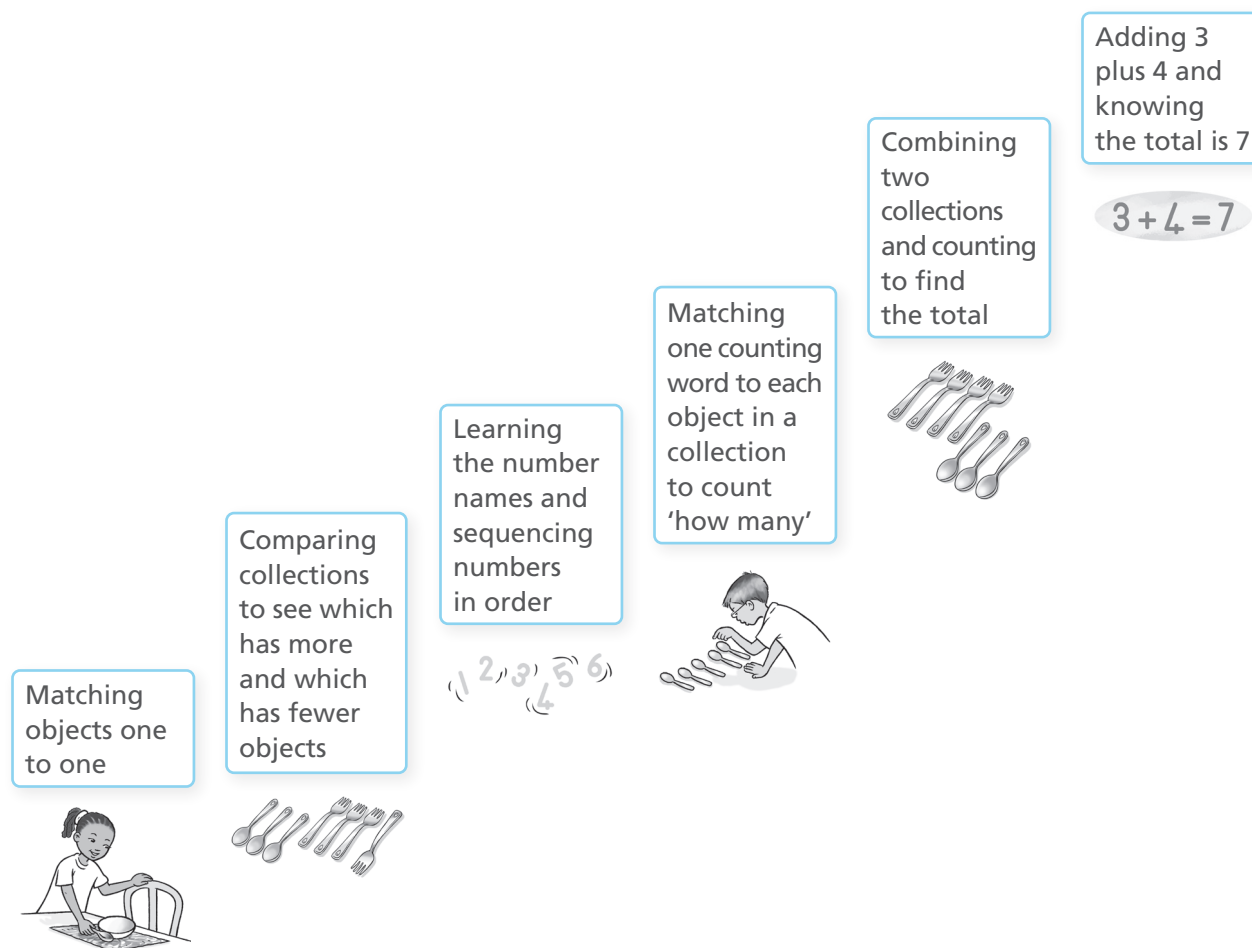 Matching
objects one
to one
Comparing
collections
to see which
has more
and which
has fewer
objects
Learning
the number
names and
sequencing
numbers
in order
1 2 3 4 5 6
Matching
one counting
word to each
object in a
collection
to count
‘how many’
Combining
two
collections
and counting
to find
the total
Adding 3
plus 4 and
knowing
the total is 7
3 + 4 = 7